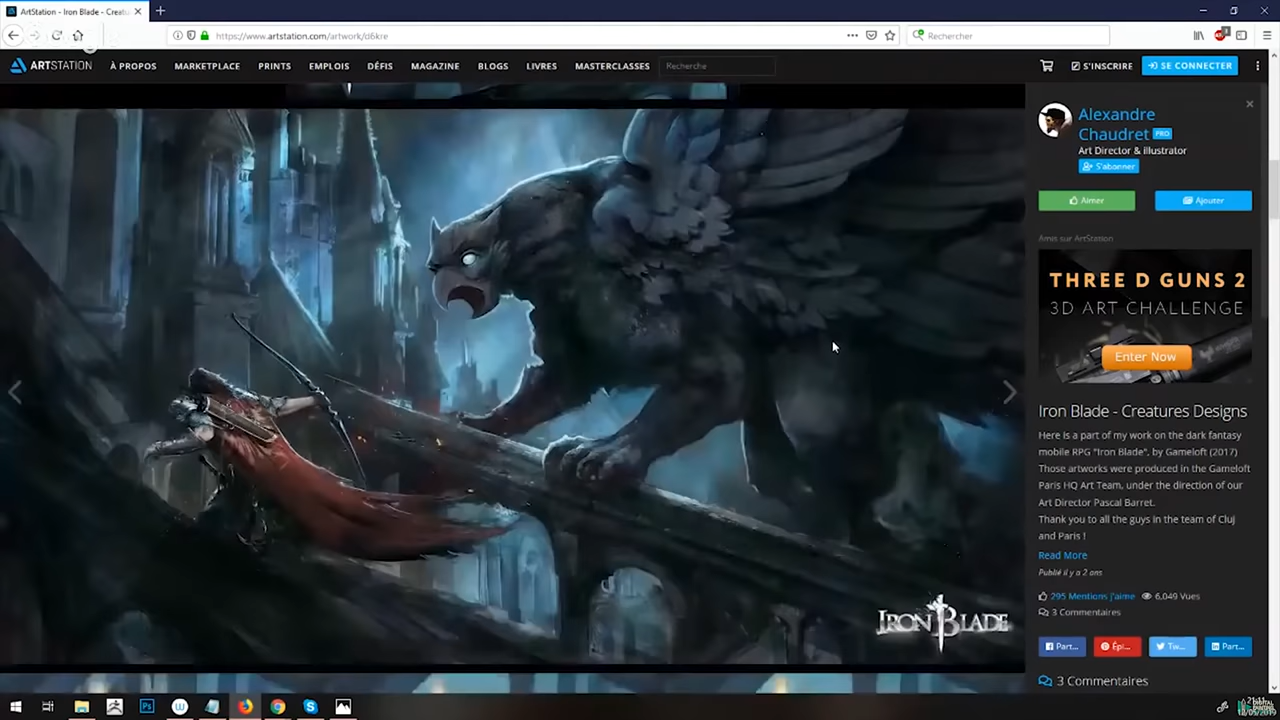 ArtStation - Iron Blade - Creatu
https://www.artstation.com/artwork/d6kre
Rechercher
ARTSTATION
À PROPOS
MARKETPLACE
PRINTS
EMPLOIS
DÉFIS
MAGAZINE
BLOGS
LIVRES
MASTERCLASSES
Recherche
S'INSCRIRE
SE CONNECTER
Alexandre
Chaudret PRO
Art Director & illustrator
S'abonner
Aimer
Ajouter
Amis sur ArtStation
THREE D GUNS 2
3D ART CHALLENGE
Enter Now
Iron Blade - Creatures Designs
Here is a part of my work on the dark fantasy
mobile RPG "Iron Blade", by Gameloft (2017)
Those artworks were produced in the Gameloft
Paris HQ Art Team, under the direction of our
Art Director Pascal Barret.
Thank you to all the guys in the team of Cluj
and Paris !
Read More
Publié il y a 2 ans
295 Mentions j'aime 6,049 Vues
3 Commentaires
IRON BLADE
Part...
Épi...
Tw...
Part...
3 Commentaires